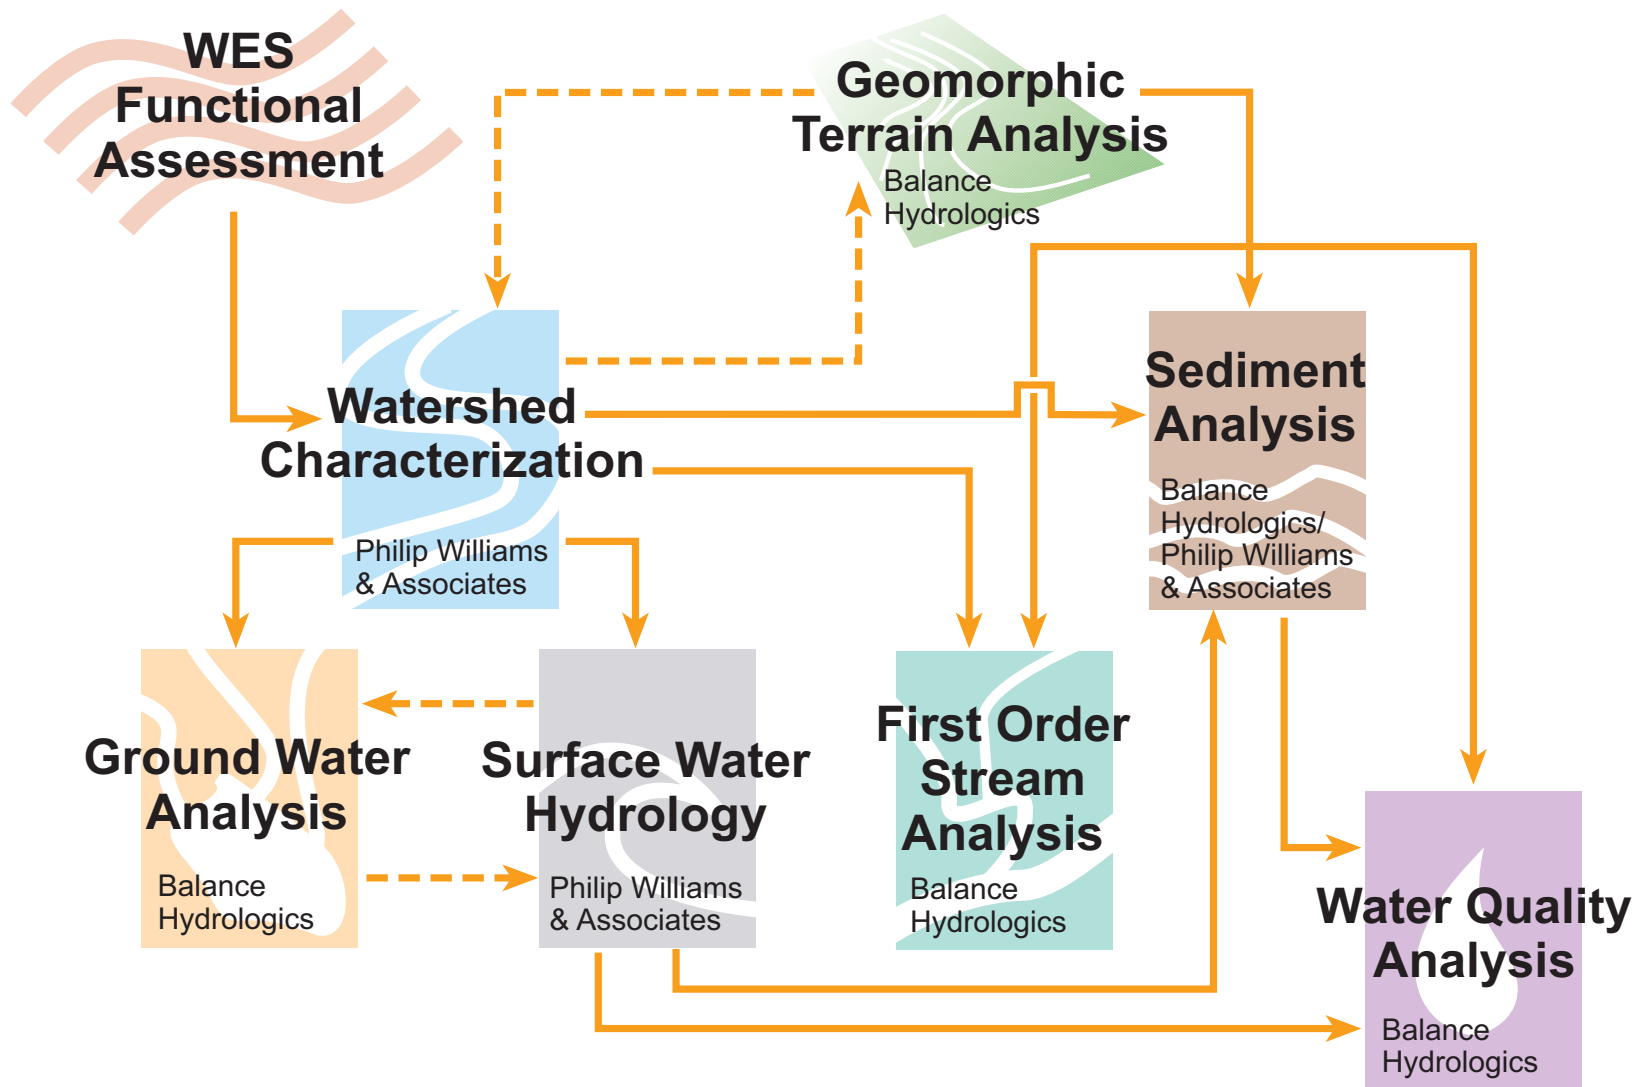 WES
Functional
Assessment
Geomorphic
Terrain Analysis
Balance
Hydrologics
Watershed
Characterization
Philip Williams
& Associates
Sediment
Analysis
Balance
Hydrologics/
Philip Williams
& Associates
Ground Water
Analysis
Balance
Hydrologics
Surface Water
Hydrology
Philip Williams
& Associates
First Order
Stream
Analysis
Balance
Hydrologics
Water Quality
Analysis
Balance
Hydrologics